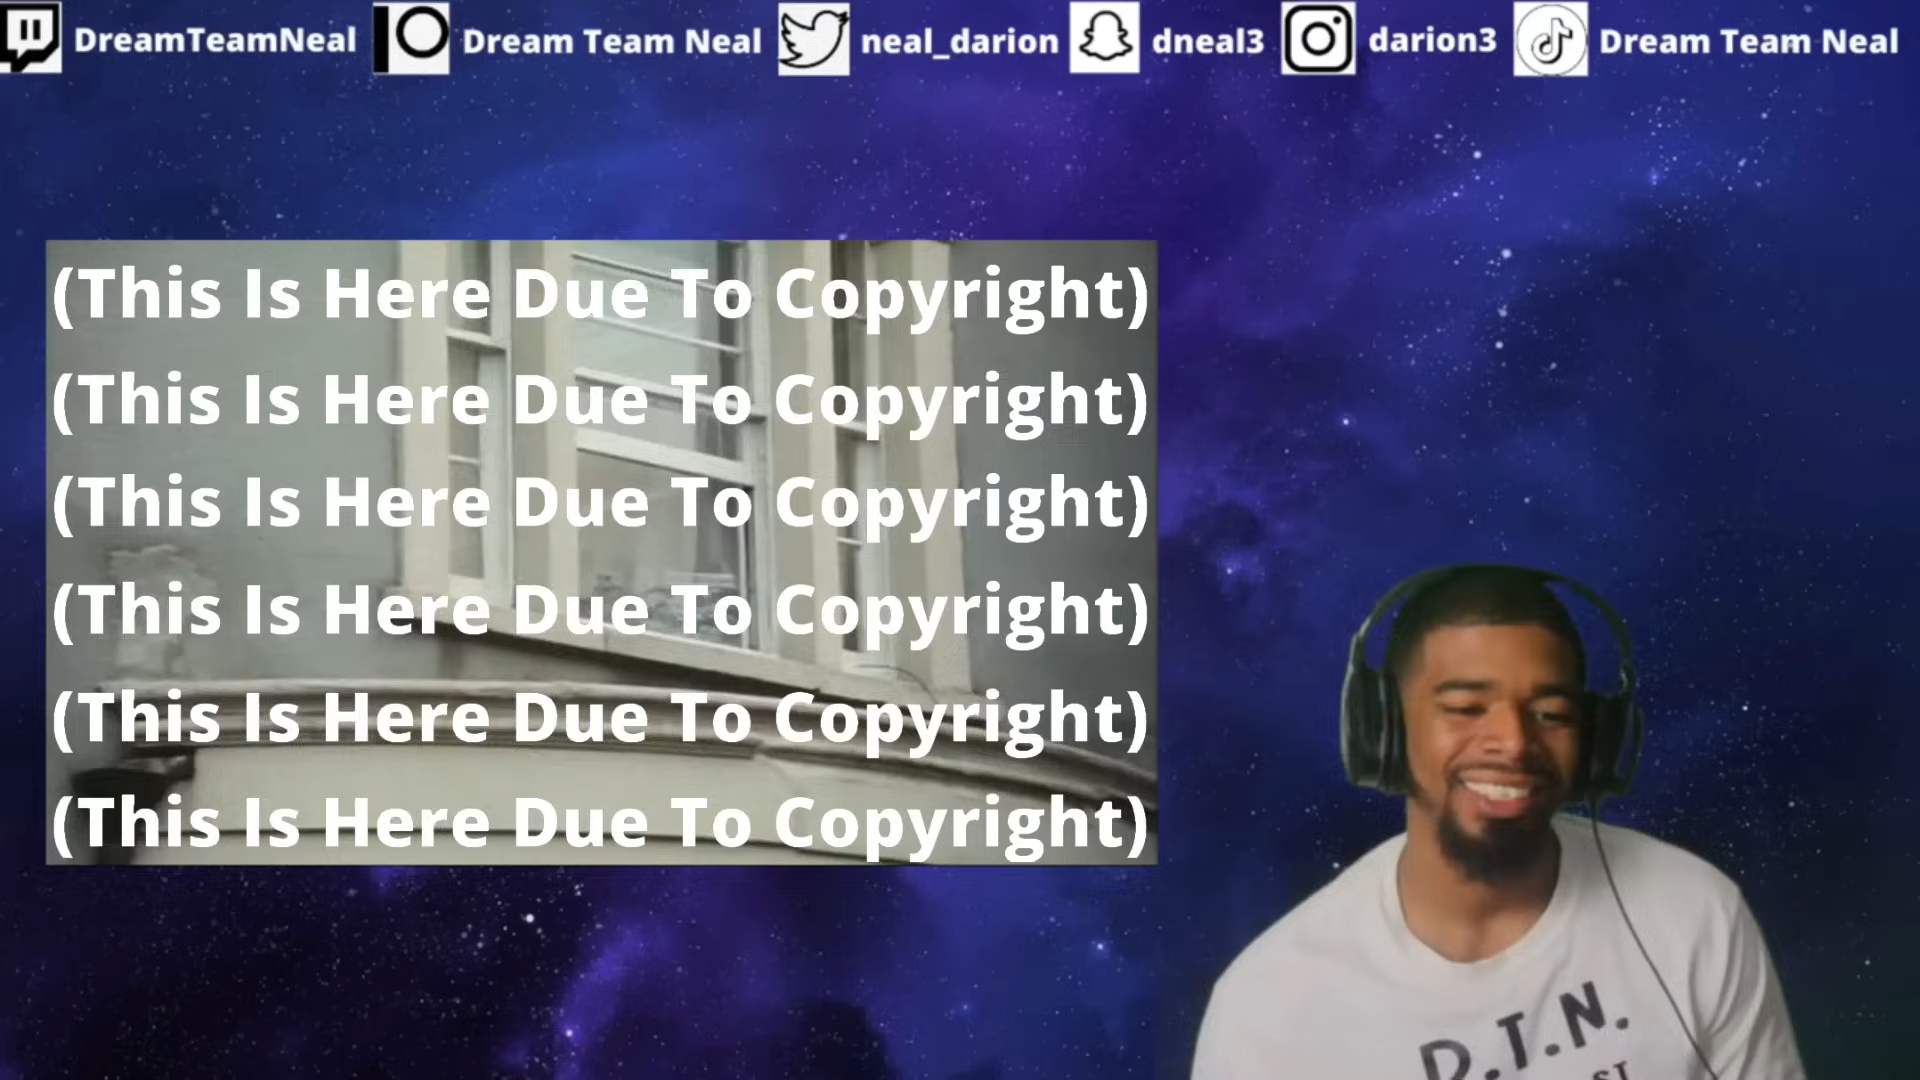 DreamTeamNeal Dream Team Neal neal_darion dneal3 darion3 Dream Team Neal
(This Is Here Due To Copyright)
(This Is Here Due To Copyright)
(This Is Here Due To Copyright)
(This Is Here Due To Copyright)
(This Is Here Due To Copyright)
(This Is Here Due To Copyright)
D.T.N.